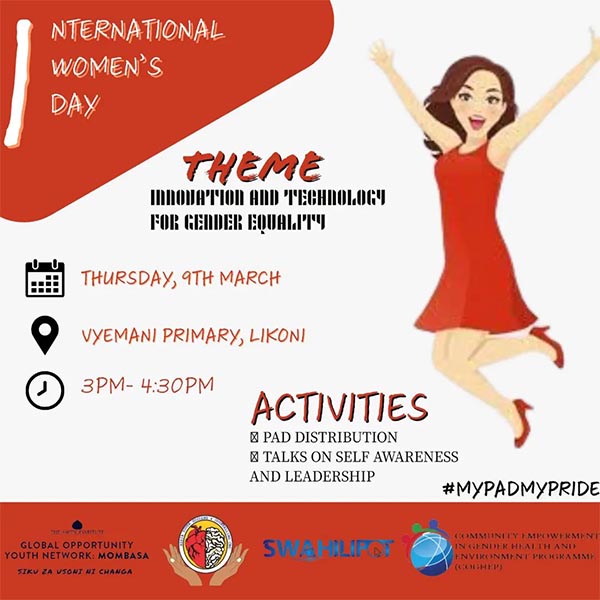 INTERNATIONAL
WOMEN'S
DAY
THEME
INNOVATION AND TECHNOLOGY
FOR GENDER EQUALITY
THURSDAY, 9TH MARCH
VYEMANI PRIMARY, LIKONI
3PM- 4:30PM
ACTIVITIES
PAD DISTRIBUTION
TALKS ON SELF AWARENESS
AND LEADERSHIP
#MYPADMYPRIDE
GLOBAL OPPORTUNITY
YOUTH NETWORK: MOMBASA
SIKU ZA USONI NI CHANGA
SWAHILIPOT
COMMUNITY EMPOWERMENT
IN GENDER HEALTH AND
ENVIRONMENT PROGRAMME
(COGHEP)